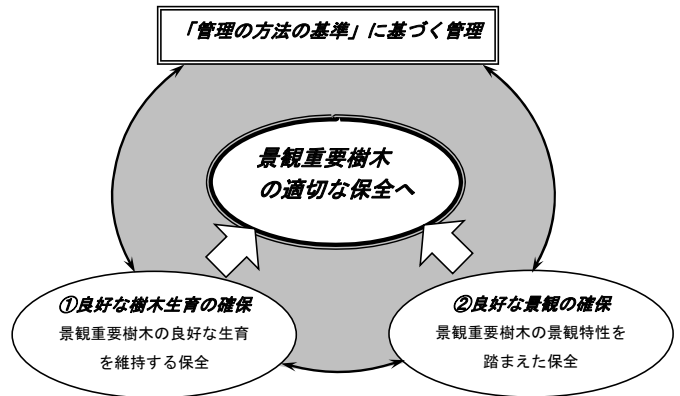 「管理の方法の基準」に基づく管理
景観重要樹木
の適切な保全へ
①良好な樹木生育の確保
景観重要樹木の良好な生育
を維持する保全
②良好な景観の確保
景観重要樹木の景観特性を
踏まえた保全